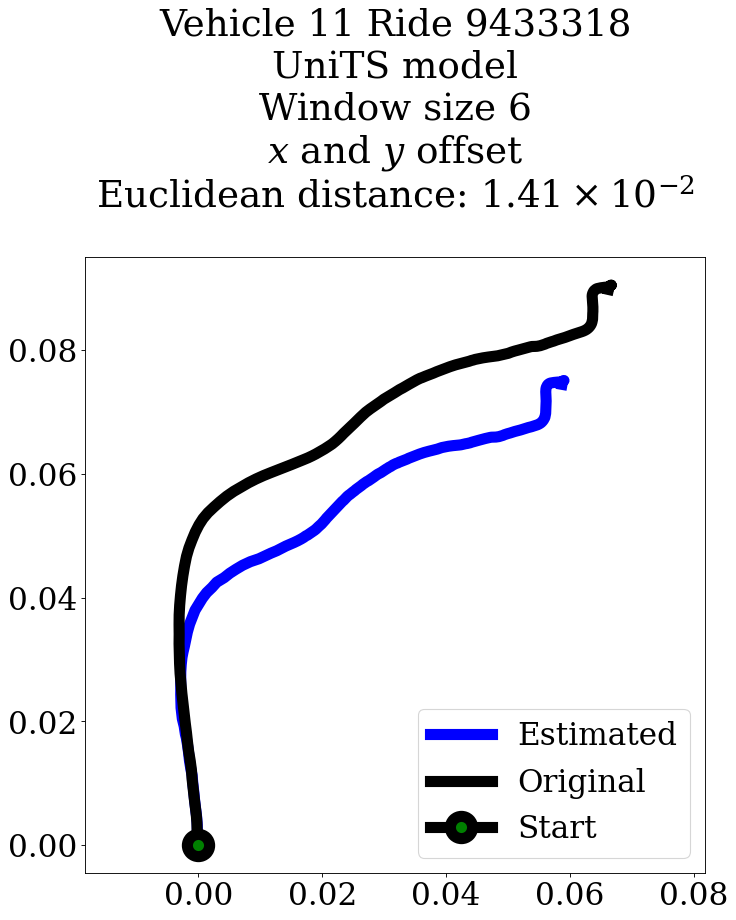 Vehicle 11 Ride 9433318
UniTS model
Window size 6
x and y offset
Euclidean distance: 1.41 × 10⁻²
0.08
0.06
0.04
0.02
0.00
Estimated
Original
Start
0.00 0.02 0.04 0.06 0.08